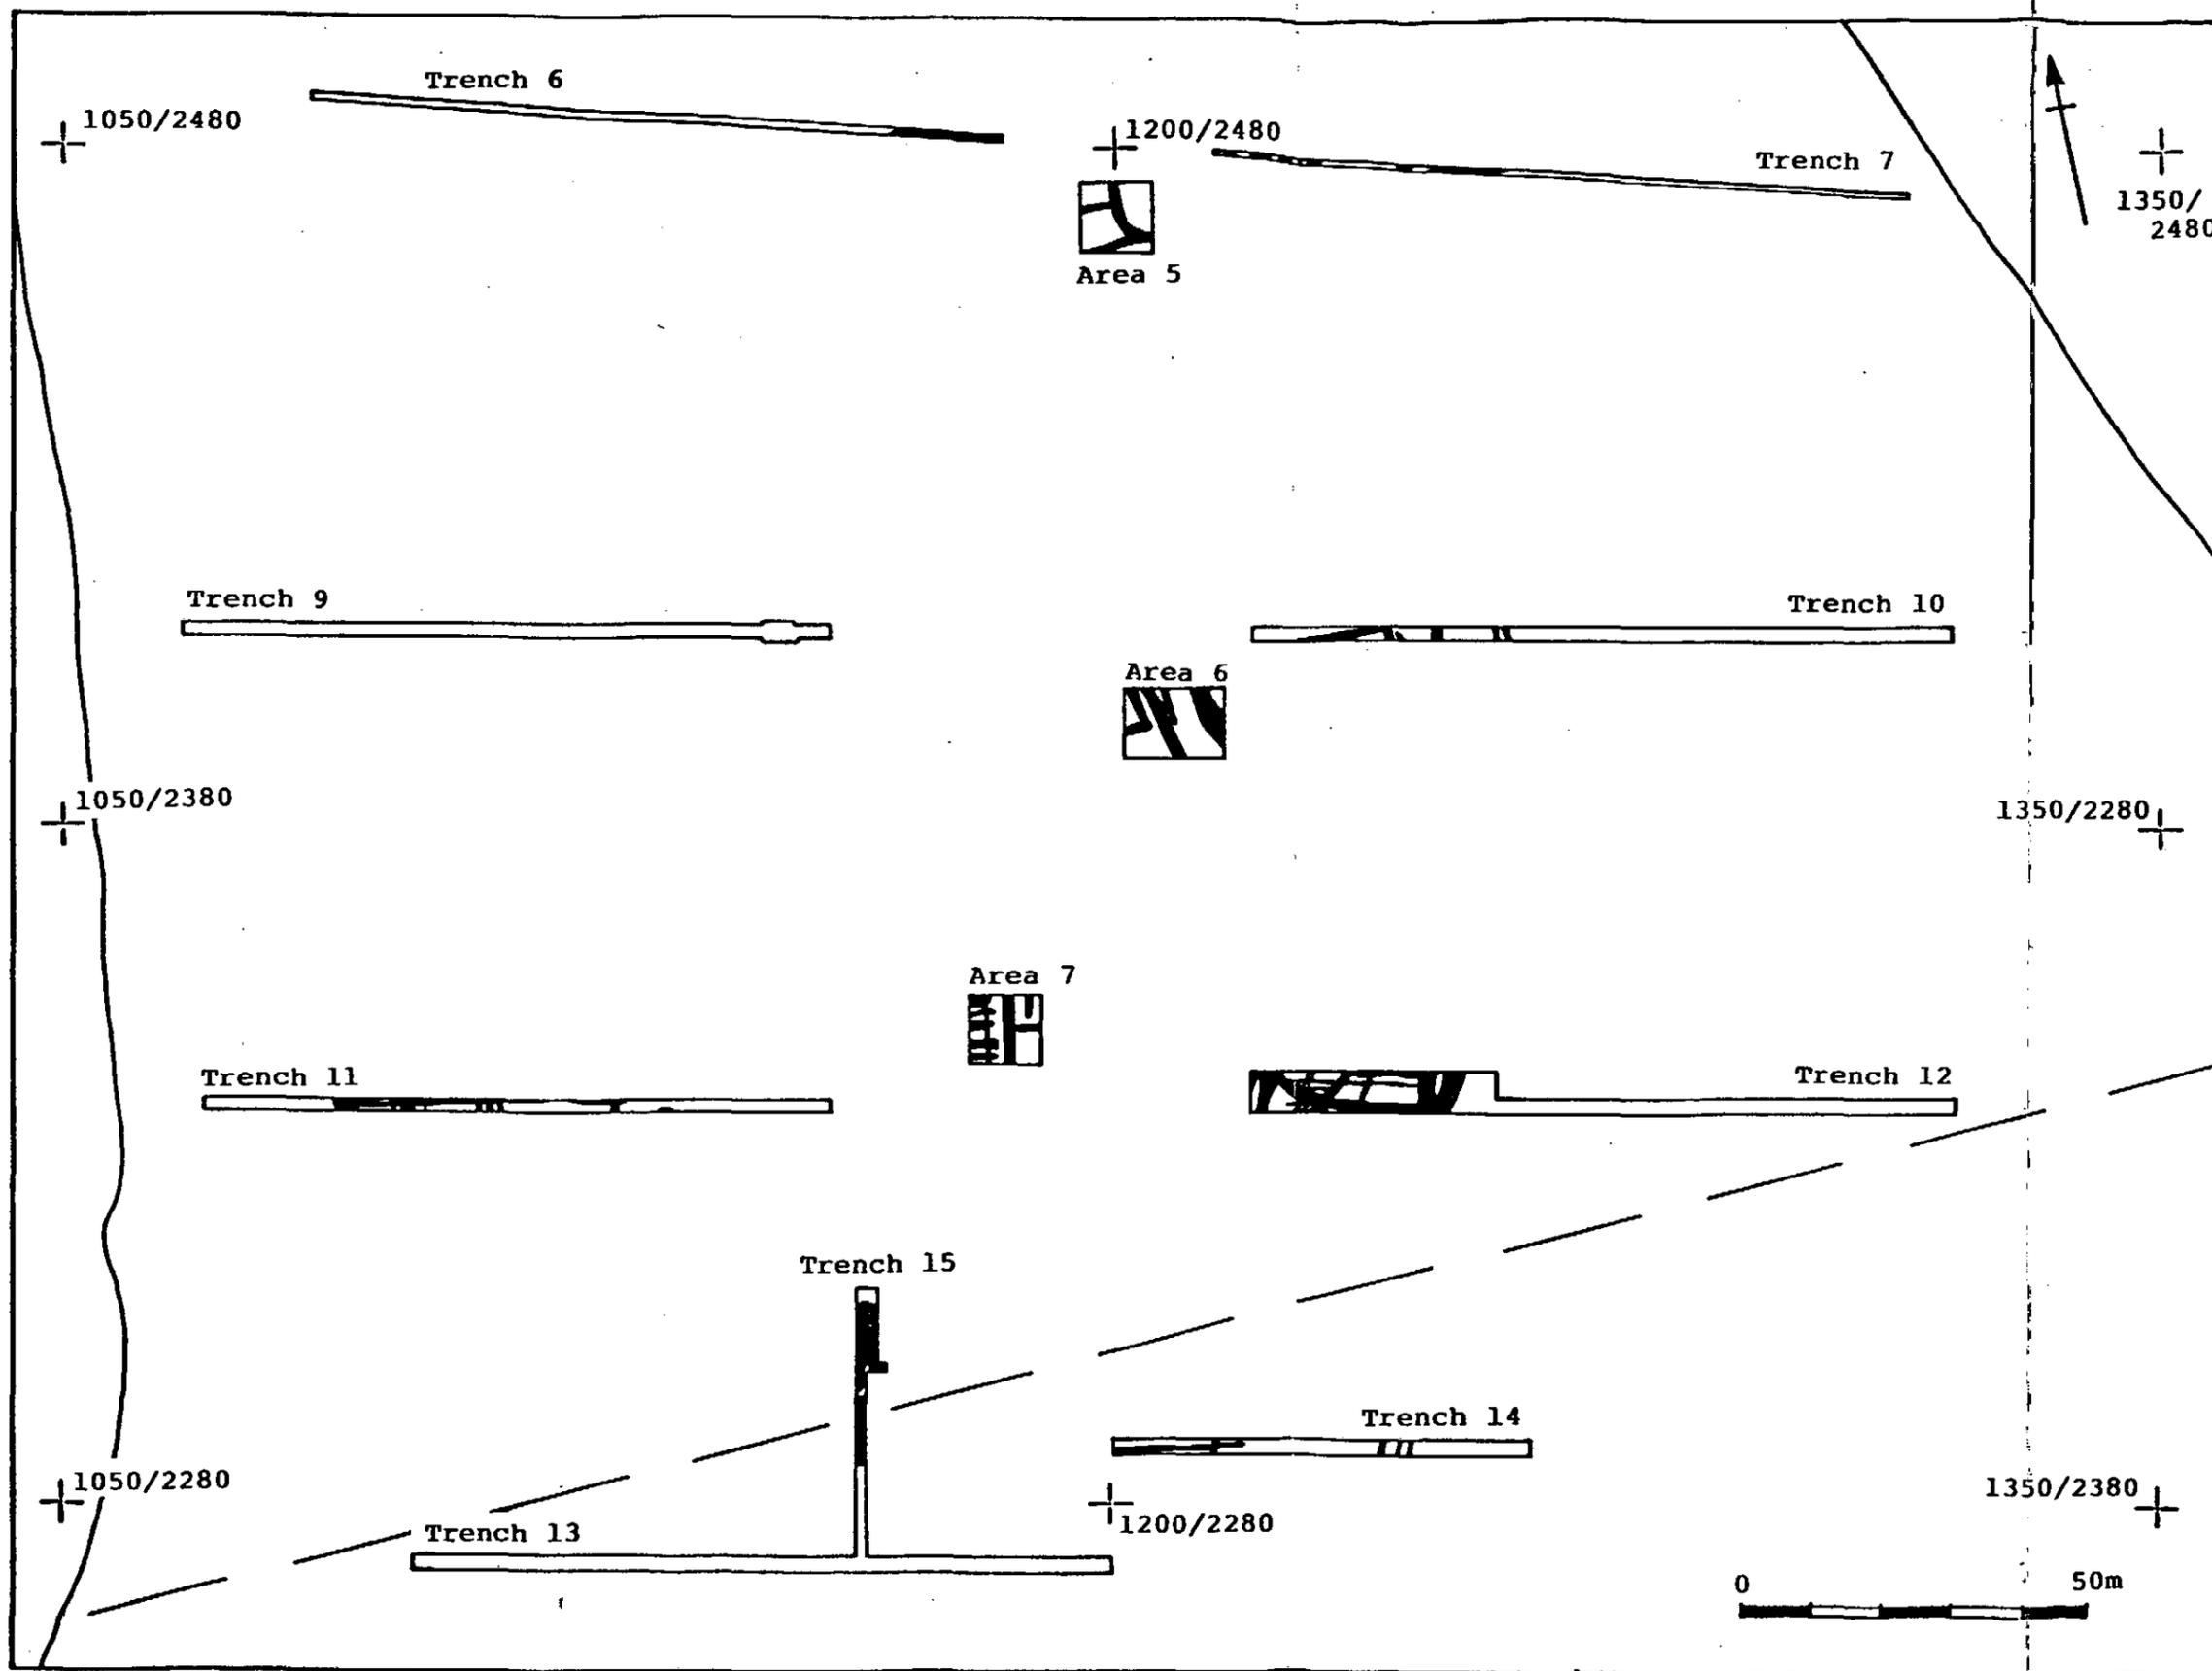 Trench 6
1050/2480
1200/2480
Trench 7
1350/
2480
Area 5
Trench 9
Trench 10
Area 6
1050/2380
1350/2280
Area 7
Trench 11
Trench 12
Trench 15
Trench 14
1050/2280
1350/2380
1200/2280
Trench 13
0
50m